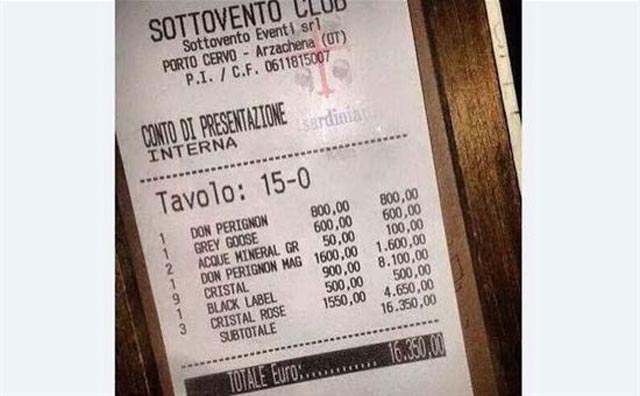 SOTTOVENTO CLUB
Sottovento Eventi srl
PORTO CERVO - Arzachena (OT)
P.I. / C.F. 0611815007
CONTO DI PRESENTAZIONE
INTERNA
sardinia
Tavolo: 15-0
1 DON PERIGNON 800,00 800,00
1 GREY GOOSE 600,00 600,00
2 ACQUE MINERAL GR 50,00 100,00
1 DON PERIGNON MAG 1600,00 1.600,00
9 CRISTAL 900,00 8.100,00
1 BLACK LABEL 500,00 500,00
3 CRISTAL ROSE 1550,00 4.650,00
SUBTOTALE 16.350,00
TOTALE Euro:............ 16.350,00